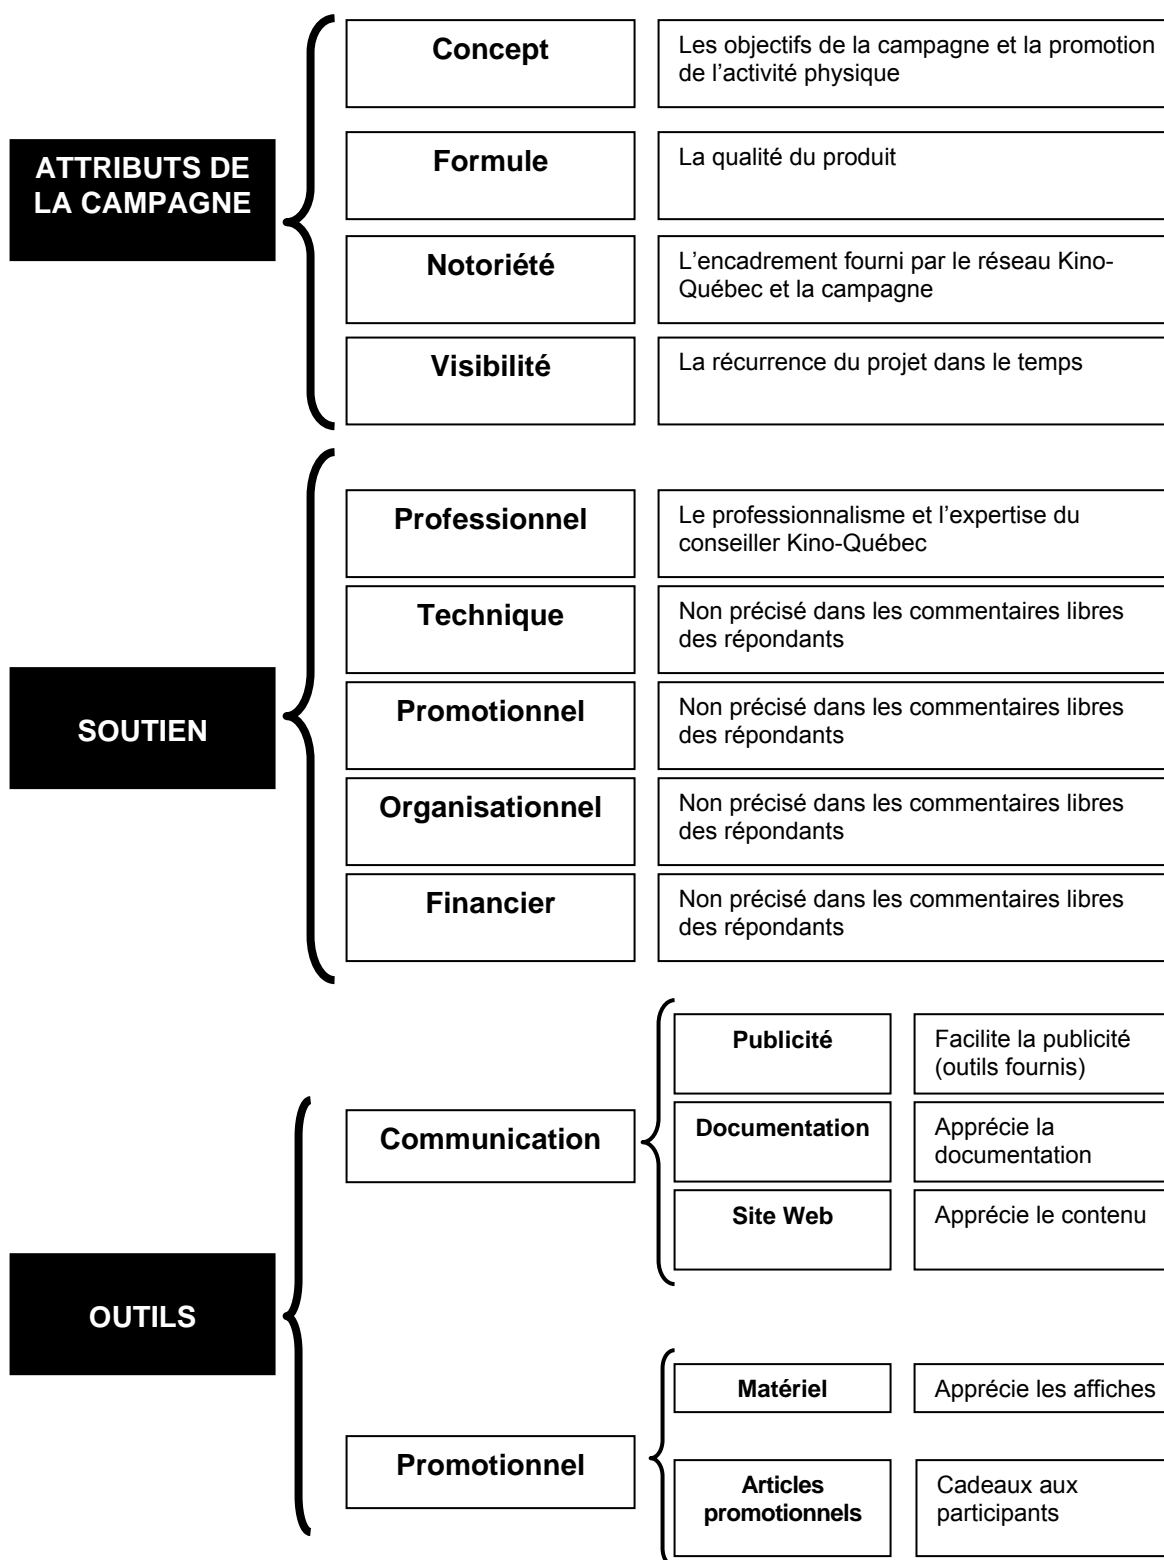 ATTRIBUTS DE
LA CAMPAGNE
Concept
Les objectifs de la campagne et la promotion
de l’activité physique
Formule
La qualité du produit
Notoriété
L’encadrement fourni par le réseau Kino-
Québec et la campagne
Visibilité
La récurrence du projet dans le temps
SOUTIEN
Professionnel
Le professionnalisme et l’expertise du
conseiller Kino-Québec
Technique
Non précisé dans les commentaires libres
des répondants
Promotionnel
Non précisé dans les commentaires libres
des répondants
Organisationnel
Non précisé dans les commentaires libres
des répondants
Financier
Non précisé dans les commentaires libres
des répondants
OUTILS
Communication
Publicité
Facilite la publicité
(outils fournis)
Documentation
Apprécie la
documentation
Site Web
Apprécie le contenu
Promotionnel
Matériel
Apprécie les affiches
Articles
promotionnels
Cadeaux aux
participants